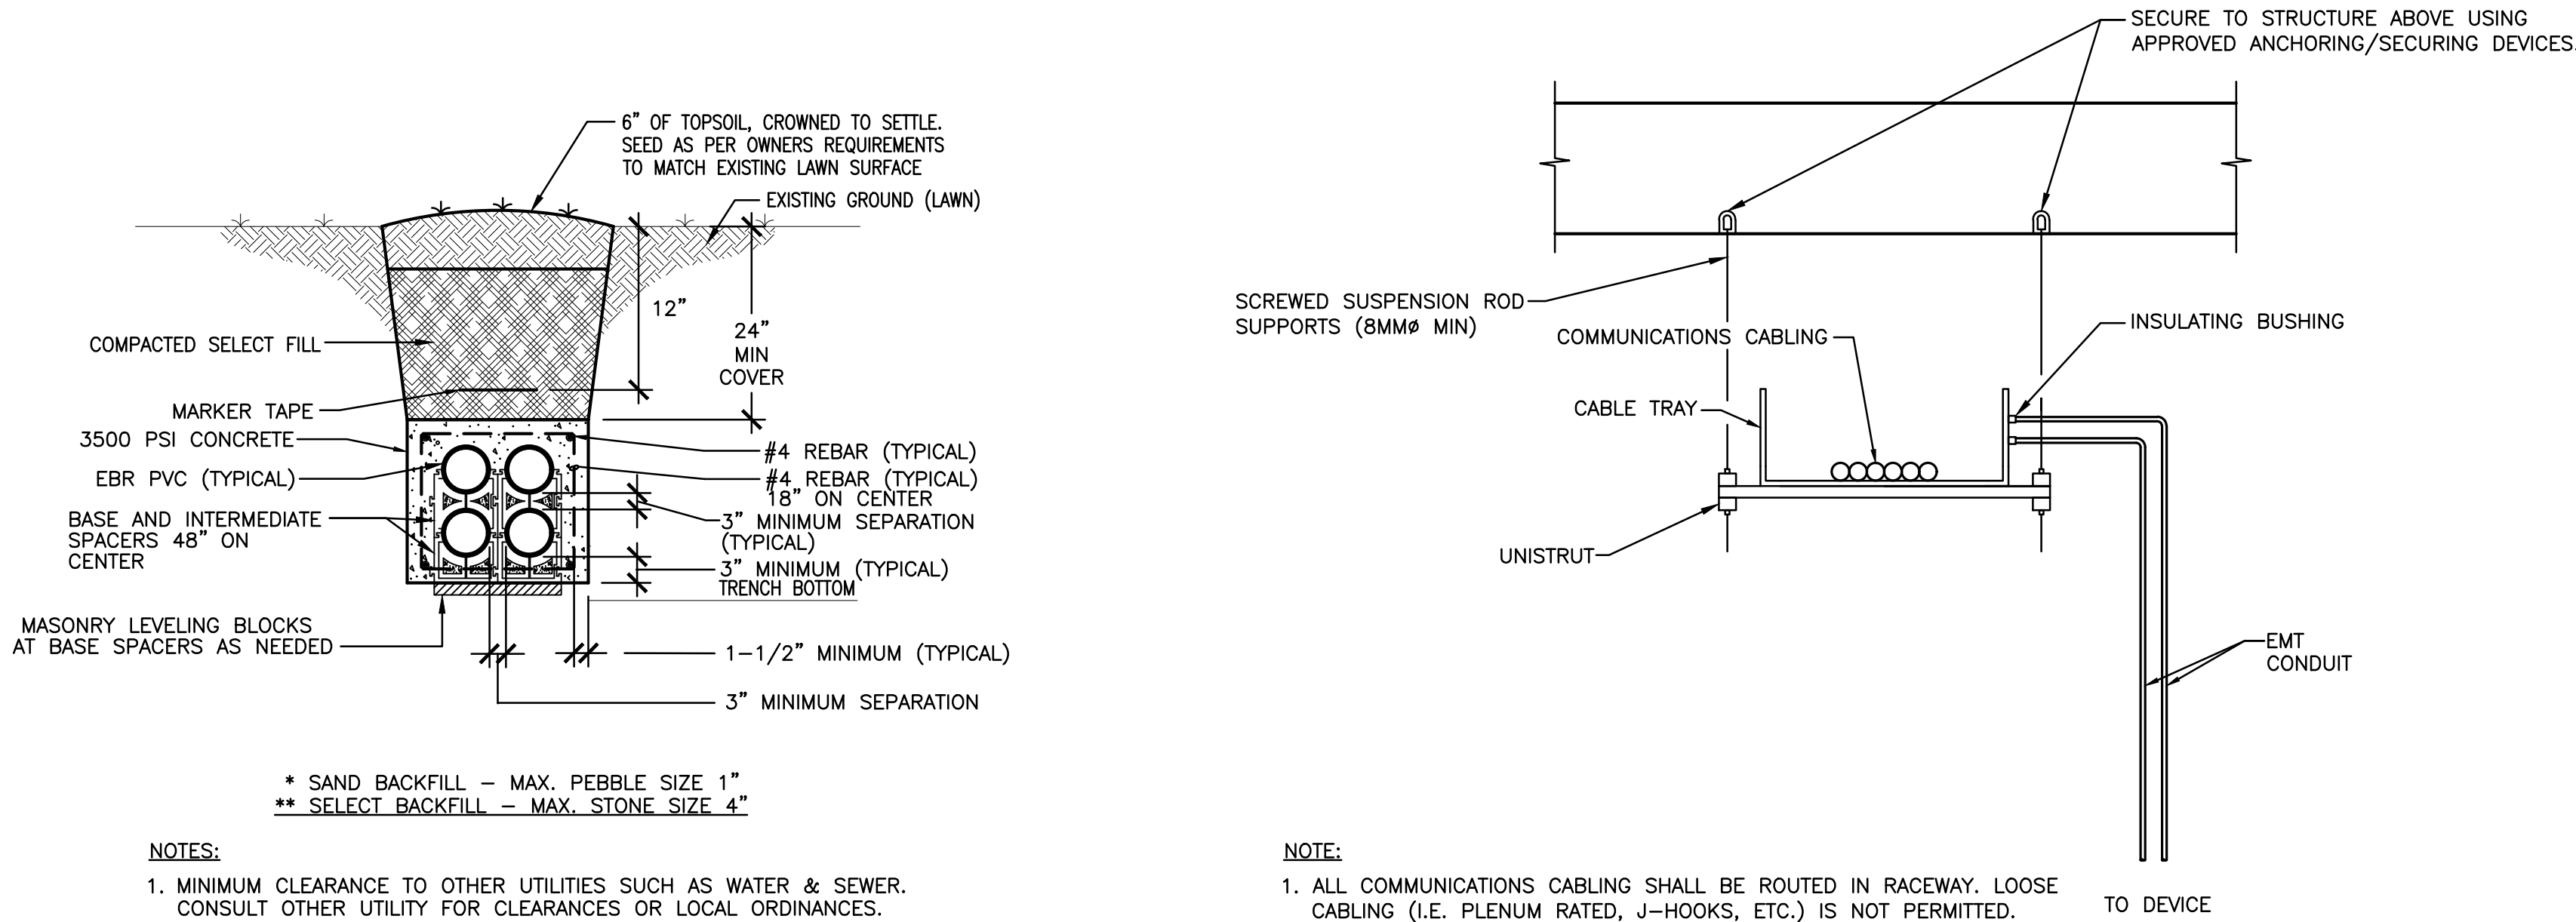 6" OF TOPSOIL, CROWNED TO SETTLE.
SEED AS PER OWNERS REQUIREMENTS
TO MATCH EXISTING LAWN SURFACE
EXISTING GROUND (LAWN)
12"
24"
MIN
COVER
COMPACTED SELECT FILL
MARKER TAPE
3500 PSI CONCRETE
EBR PVC (TYPICAL)
BASE AND INTERMEDIATE
SPACERS 48" ON
CENTER
MASONRY LEVELING BLOCKS
AT BASE SPACERS AS NEEDED
#4 REBAR (TYPICAL)
#4 REBAR (TYPICAL)
18" ON CENTER
3" MINIMUM SEPARATION
(TYPICAL)
3" MINIMUM (TYPICAL)
TRENCH BOTTOM
1-1/2" MINIMUM (TYPICAL)
3" MINIMUM SEPARATION
* SAND BACKFILL - MAX. PEBBLE SIZE 1"
** SELECT BACKFILL - MAX. STONE SIZE 4"
NOTES:
1. MINIMUM CLEARANCE TO OTHER UTILITIES SUCH AS WATER & SEWER.
CONSULT OTHER UTILITY FOR CLEARANCES OR LOCAL ORDINANCES.
SECURE TO STRUCTURE ABOVE USING
APPROVED ANCHORING/SECURING DEVICES.
SCREWED SUSPENSION ROD
SUPPORTS (8MMø MIN)
COMMUNICATIONS CABLING
INSULATING BUSHING
CABLE TRAY
UNISTRUT
EMT
CONDUIT
TO DEVICE
NOTE:
1. ALL COMMUNICATIONS CABLING SHALL BE ROUTED IN RACEWAY. LOOSE
CABLING (I.E. PLENUM RATED, J-HOOKS, ETC.) IS NOT PERMITTED.